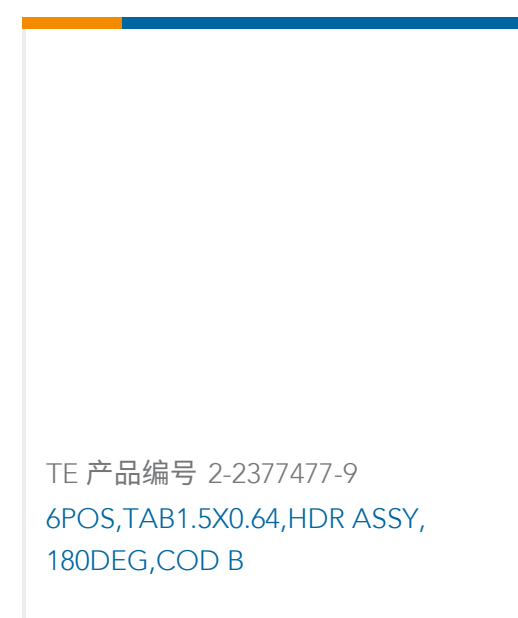 TE 产品编号 2-2377477-9
6POS,TAB1.5X0.64,HDR ASSY,
180DEG,COD B